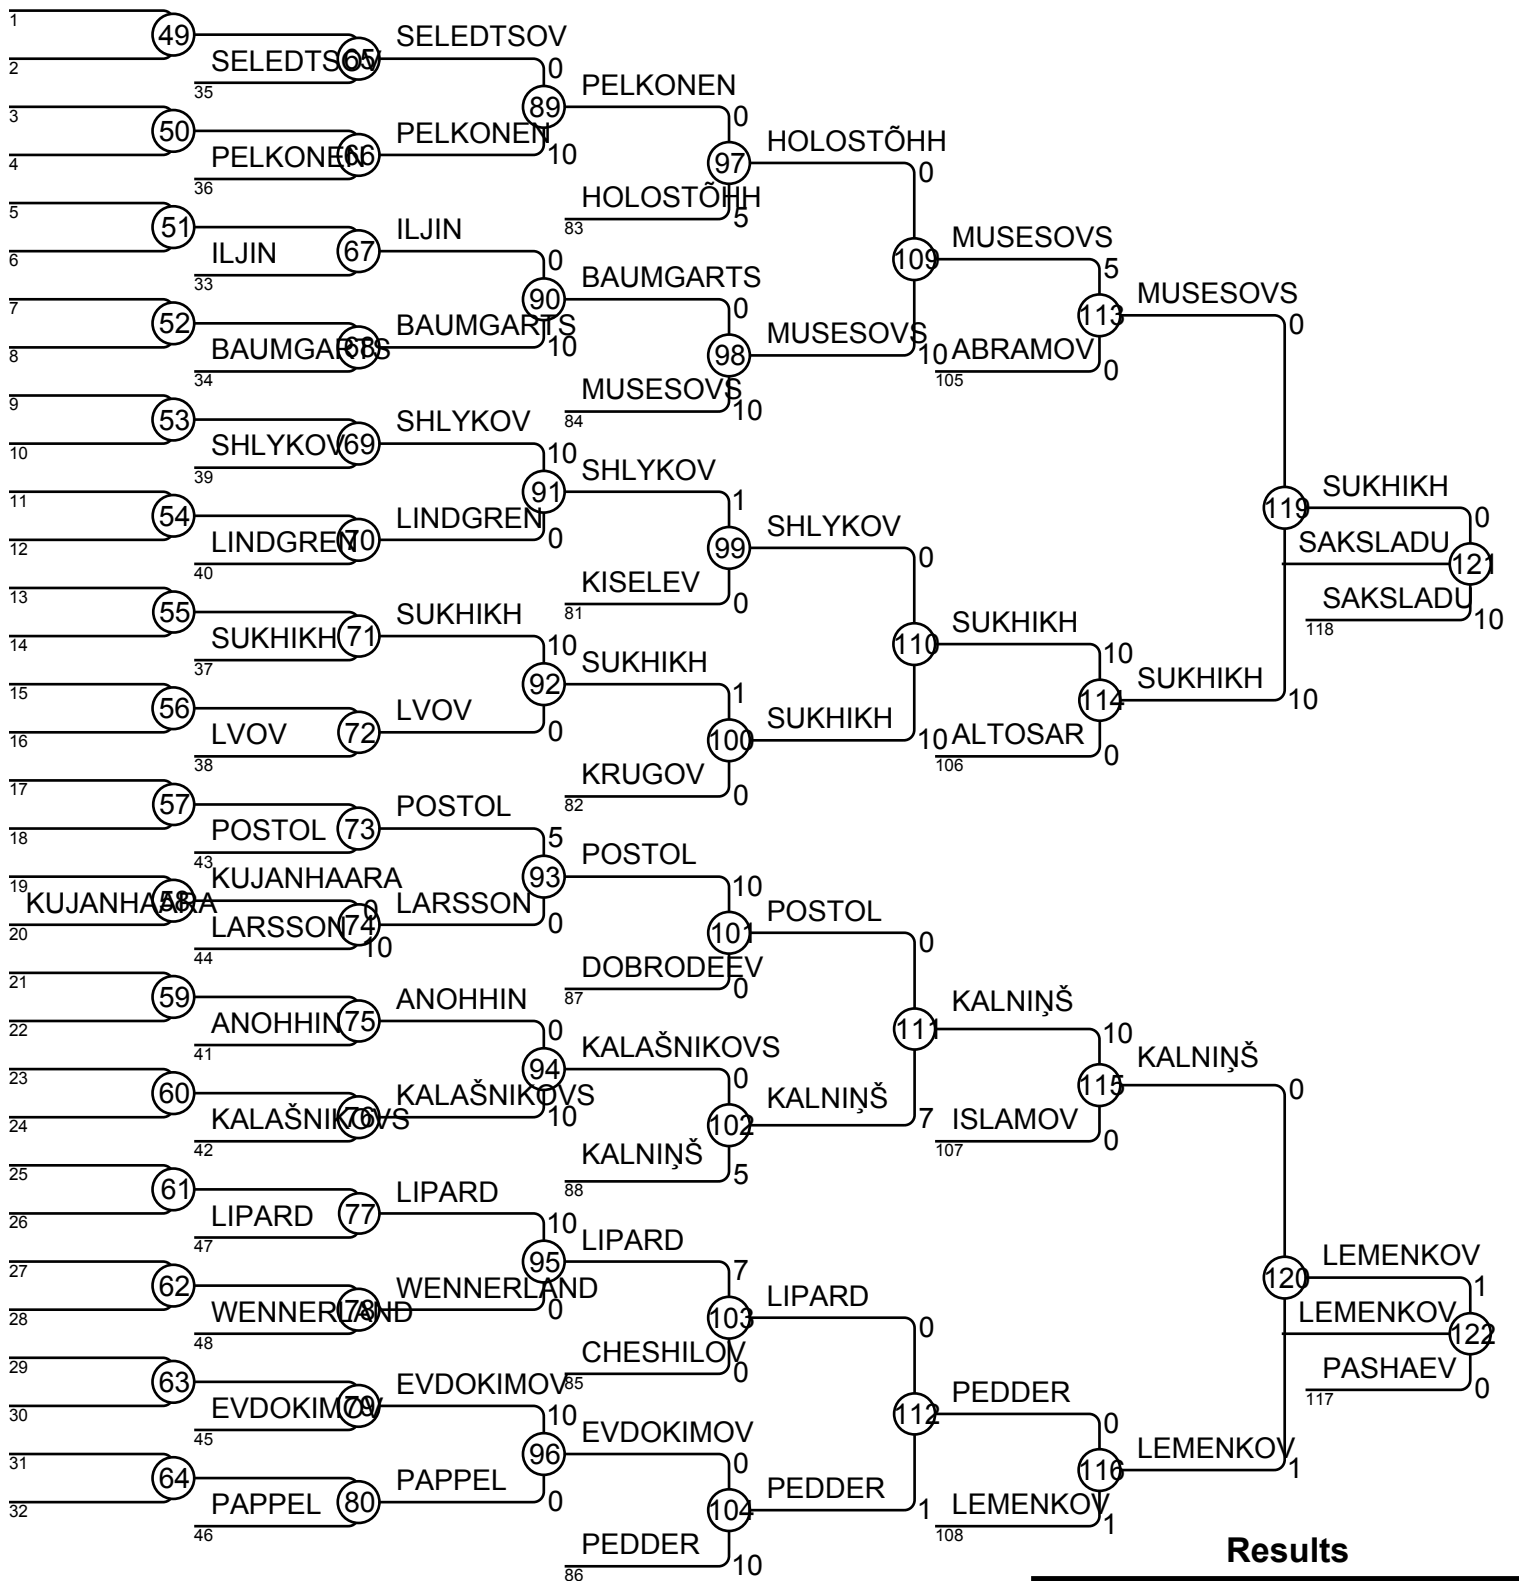 1
49
SELEDTSOV
2
SELEDTSOV
65
0
35
PELKONEN
3
89
0
50
PELKONEN
HOLOSTÕHH
4
PELKONEN
66
10
97
0
36
HOLOSTÕHH
5
83
5
51
ILJIN
MUSESOVS
6
ILJIN
67
0
109
5
33
BAUMGARTS
7
90
0
MUSESOVS
52
BAUMGARTS
113
0
8
BAUMGARTS
68
10
98
MUSESOVS
10
ABRAMOV
34
105
0
MUSESOVS
9
84
10
53
SHLYKOV
10
SHLYKOV
69
10
39
SHLYKOV
11
91
1
SUKHIKH
54
LINDGREN
SHLYKOV
119
0
12
LINDGREN
70
0
99
0
SAKSLADU
40
121
KISELEV
SAKSLADU
13
81
0
118
10
55
SUKHIKH
SUKHIKH
14
SUKHIKH
71
10
110
10
37
SUKHIKH
15
92
1
SUKHIKH
56
LVOV
SUKHIKH
114
10
16
LVOV
72
0
100
10
ALTOSAR
38
106
0
KRUGOV
17
82
0
57
POSTOL
18
POSTOL
73
5
43
POSTOL
19
KUJANHAARA
93
10
KUJANHAARA
58
0
LARSSON
POSTOL
20
LARSSON
74
0
101
0
44
10
DOBRODEEV
21
87
0
59
ANOHHIN
KALNIŅŠ
22
ANOHHIN
75
0
111
10
41
KALAŠNIKOVS
23
94
0
KALNIŅŠ
60
KALAŠNIKOVS
KALNIŅŠ
115
0
24
KALAŠNIKOVS
76
10
102
7
ISLAMOV
42
107
0
KALNIŅŠ
25
88
5
61
LIPARD
26
LIPARD
77
10
47
LIPARD
27
95
7
LEMENKOV
62
WENNERLAND
LIPARD
120
1
28
WENNERLAND
78
0
103
0
LEMENKOV
48
122
CHESHILOV
PASHAEV
29
85
0
117
0
63
EVDOKIMOV
PEDDER
30
EVDOKIMOV
79
10
112
0
45
EVDOKIMOV
31
96
0
LEMENKOV
64
PAPPEL
PEDDER
116
1
32
PAPPEL
80
0
104
1
LEMENKOV
46
108
1
PEDDER
86
10
Results